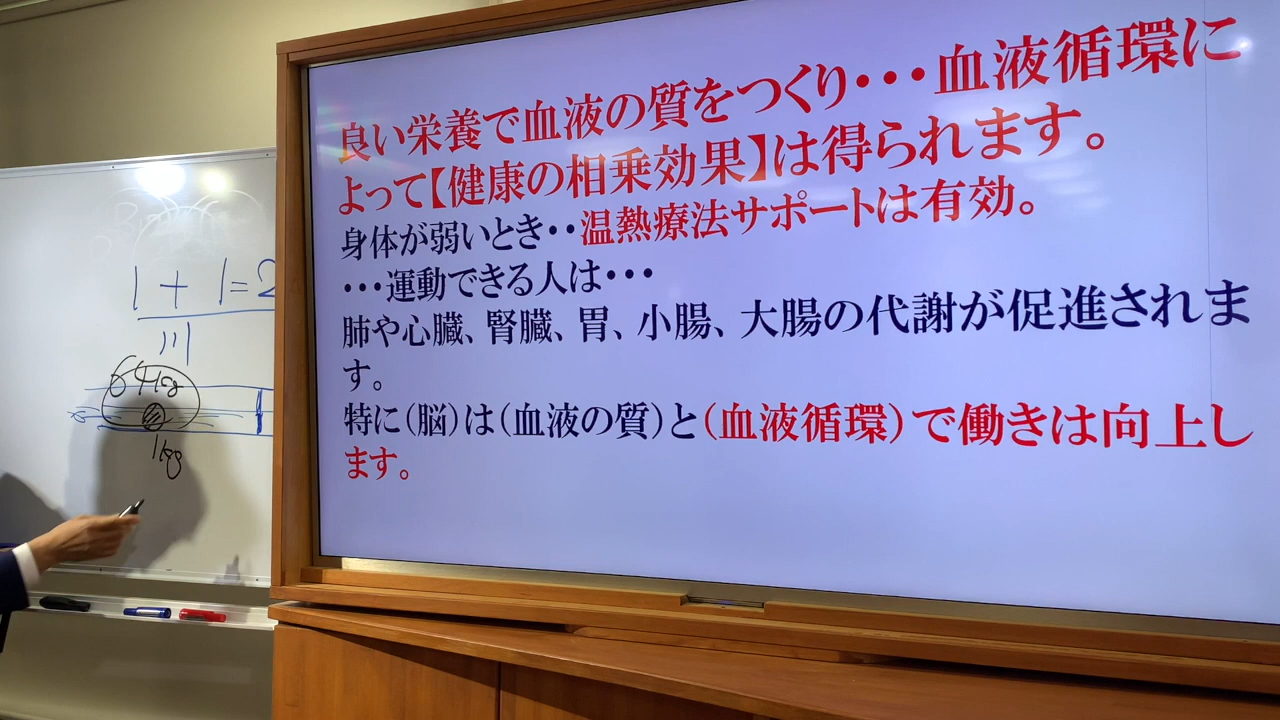 良い栄養で血液の質をつくり・・・血液循環に
よって【健康の相乗効果】は得られます。
身体が弱いとき・・温熱療法サポートは有効。
・・・運動できる人は・・・
肺や心臓、腎臓、胃、小腸、大腸の代謝が促進されま
す。
特に（脳）は（血液の質）と（血液循環）で働きは向上し
ます。
1+1=2
1kg